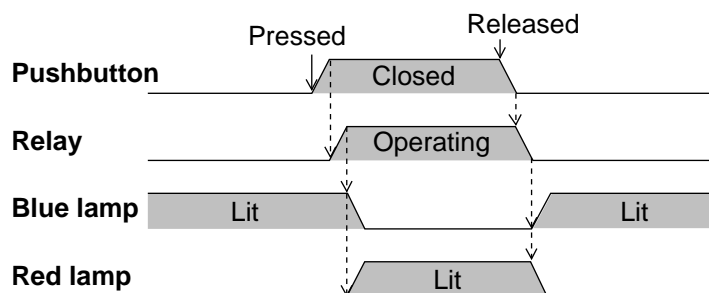 Pressed
Released
Pushbutton
Closed
Relay
Operating
Blue lamp
Lit
Lit
Red lamp
Lit